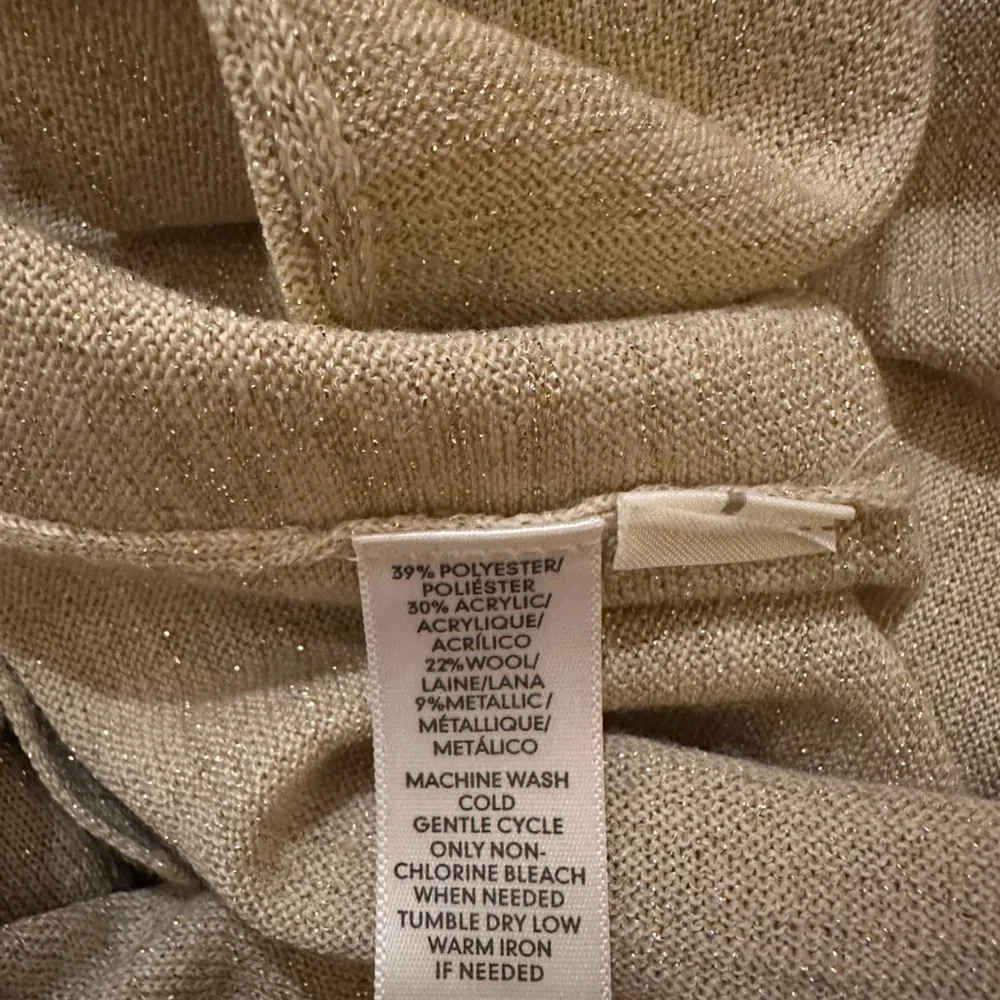 39% POLYESTER/
POLIÉSTER
30% ACRYLIC/
ACRYLIQUE/
ACRÍLICO
22%WOOL/
LAINE/LANA
9%METALLIC/
MÉTALLIQUE/
METÁLICO
MACHINE WASH
COLD
GENTLE CYCLE
ONLY NON-
CHLORINE BLEACH
WHEN NEEDED
TUMBLE DRY LOW
WARM IRON
IF NEEDED